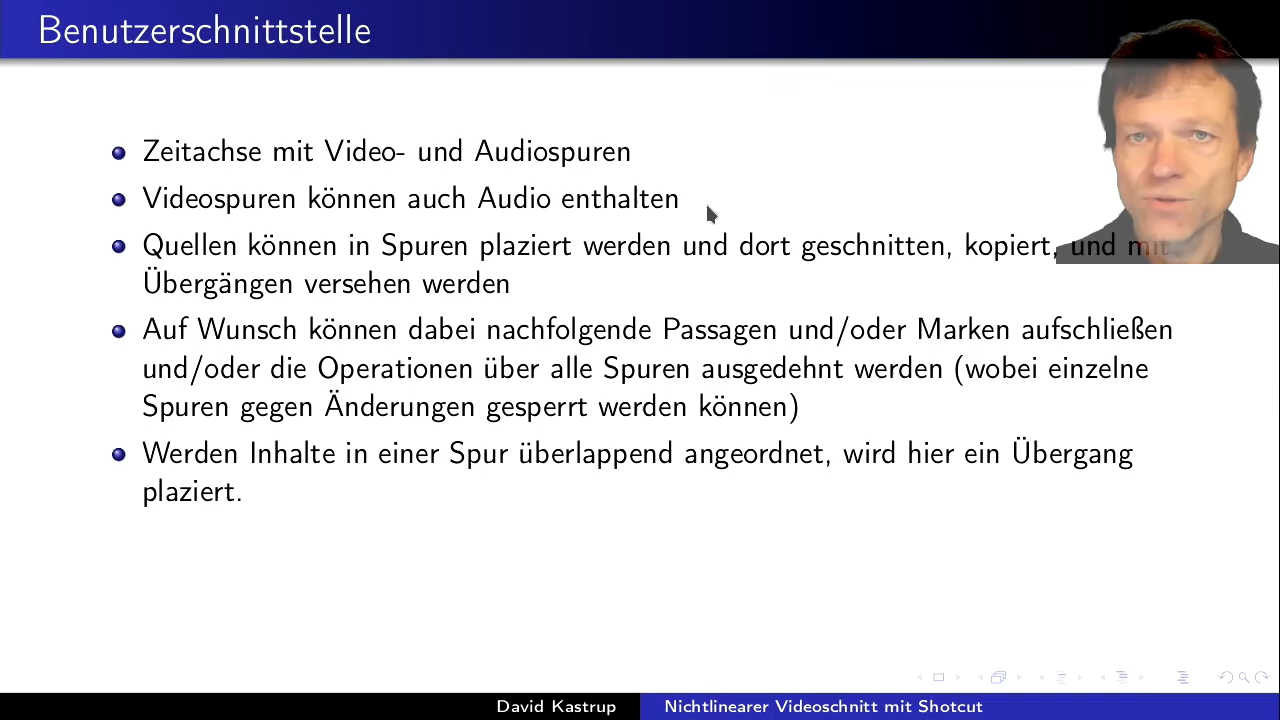 Benutzerschnittstelle
Zeitachse mit Video- und Audiospuren
Videospuren können auch Audio enthalten
Quellen können in Spuren plaziert werden und dort geschnitten, kopiert, und mit
Übergängen versehen werden
Auf Wunsch können dabei nachfolgende Passagen und/oder Marken aufschließen
und/oder die Operationen über alle Spuren ausgedehnt werden (wobei einzelne
Spuren gegen Änderungen gesperrt werden können)
Werden Inhalte in einer Spur überlappend angeordnet, wird hier ein Übergang
plaziert.
David Kastrup
Nichtlinearer Videoschnitt mit Shotcut